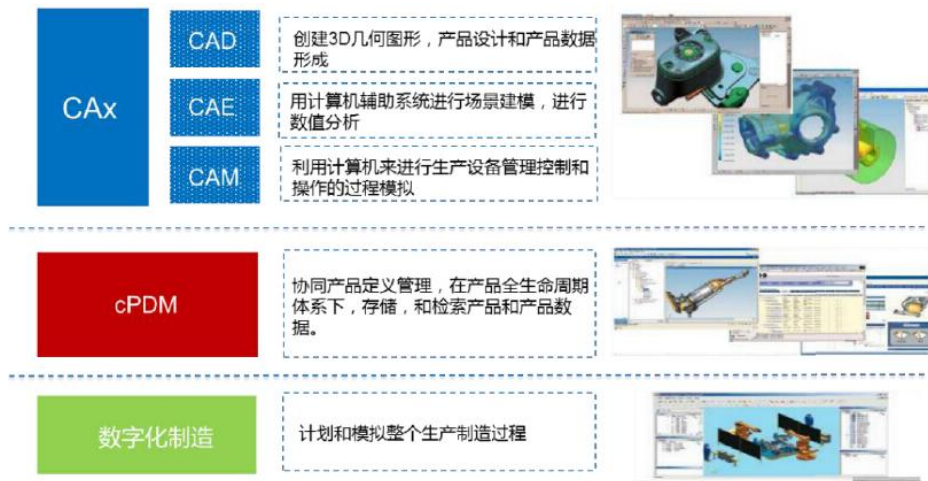 CAx
CAD
创建3D几何图形，产品设计和产品数据
形成
CAE
用计算机辅助系统进行场景建模，进行
数值分析
CAM
利用计算机来进行生产设备管理控制和
操作的过程模拟
cPDM
协同产品定义管理，在产品全生命周期
体系下，存储，和检索产品和产品数
据。
数字化制造
计划和模拟整个生产制造过程